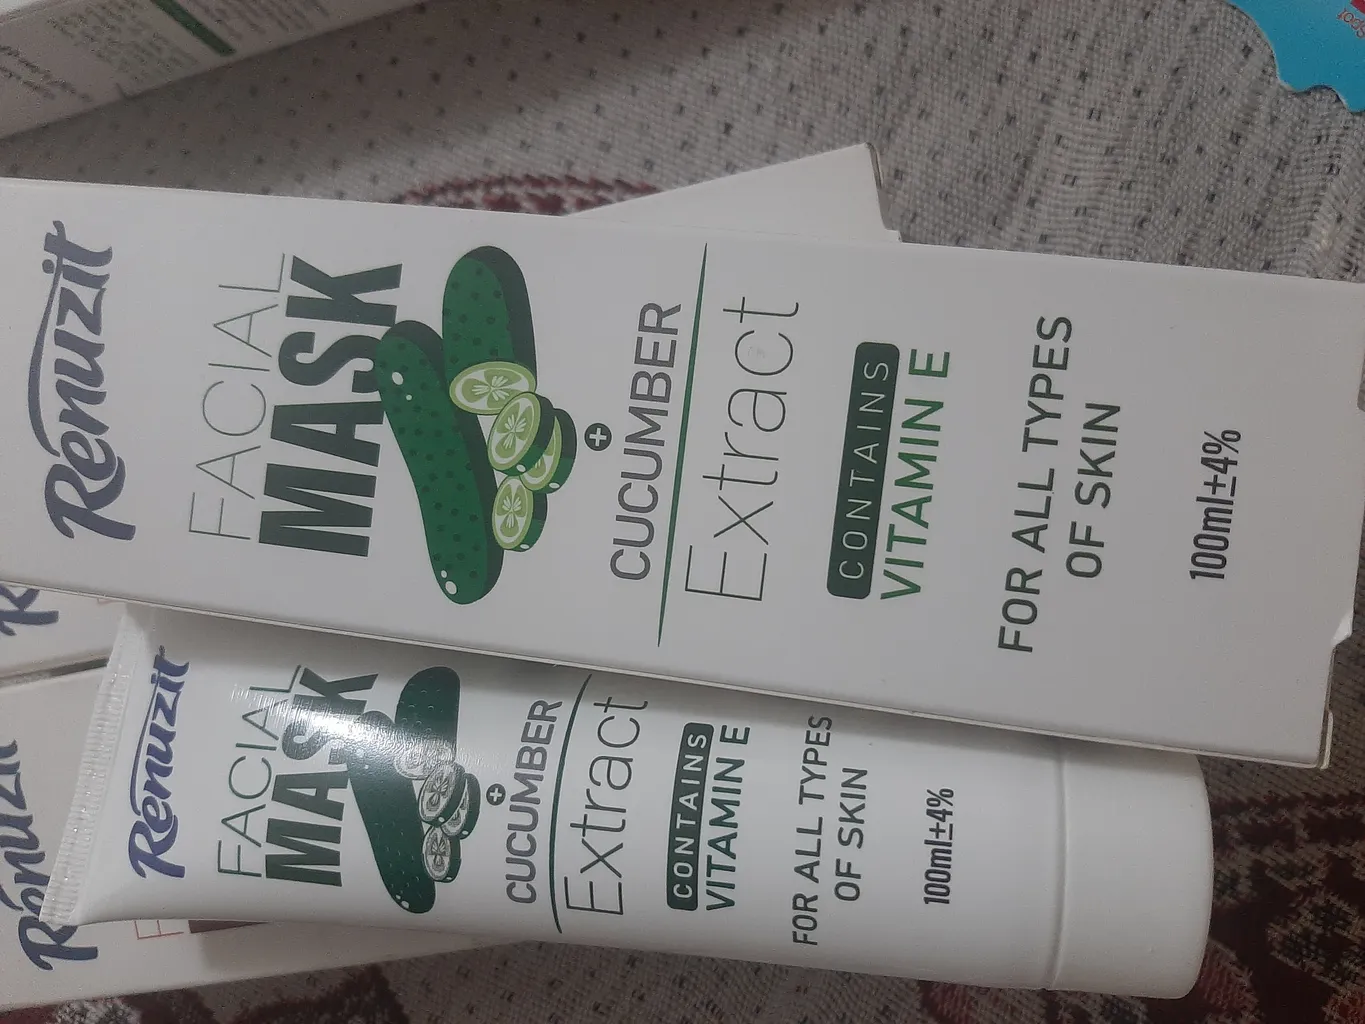 Renuzit
FACIAL
MASK
+
CUCUMBER
Extract
CONTAINS
VITAMIN E
FOR ALL TYPES
OF SKIN
100ml±4%
Renuzit
FACIAL
MASK
+
CUCUMBER
Extract
CONTAINS
VITAMIN E
FOR ALL TYPES
OF SKIN
100ml±4%
Renuzit